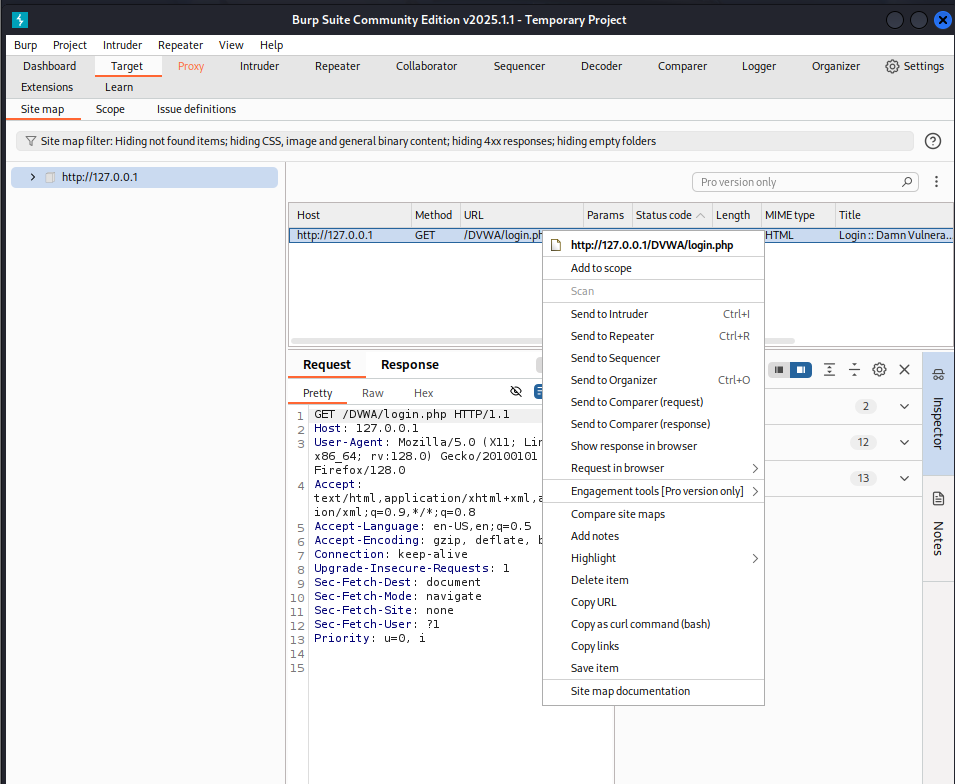 Burp Suite Community Edition v2025.1.1 - Temporary Project
Burp Project Intruder Repeater View Help
Dashboard Target Proxy Intruder Repeater Collaborator Sequencer Decoder Comparer Logger Organizer Settings
Extensions Learn
Site map Scope Issue definitions
Site map filter: Hiding not found items; hiding CSS, image and general binary content; hiding 4xx responses; hiding empty folders
http://127.0.0.1
Pro version only
Host Method URL Params Status code Length MIME type Title
http://127.0.0.1 GET /DVWA/login.ph HTML Login :: Damn Vulnera...
http://127.0.0.1/DVWA/login.php
Add to scope
Scan
Send to Intruder Ctrl+I
Send to Repeater Ctrl+R
Send to Sequencer
Send to Organizer Ctrl+O
Send to Comparer (request)
Send to Comparer (response)
Show response in browser
Request in browser
Engagement tools [Pro version only]
Compare site maps
Add notes
Highlight
Delete item
Copy URL
Copy as curl command (bash)
Copy links
Save item
Site map documentation
Request Response
Pretty Raw Hex
1 GET /DVWA/login.php HTTP/1.1
2 Host: 127.0.0.1
3 User-Agent: Mozilla/5.0 (X11; Lin
x86_64; rv:128.0) Gecko/20100101
Firefox/128.0
4 Accept:
text/html,application/xhtml+xml,a
ion/xml;q=0.9,*/*;q=0.8
5 Accept-Language: en-US,en;q=0.5
6 Accept-Encoding: gzip, deflate, b
7 Connection: keep-alive
8 Upgrade-Insecure-Requests: 1
9 Sec-Fetch-Dest: document
10 Sec-Fetch-Mode: navigate
11 Sec-Fetch-Site: none
12 Sec-Fetch-User: ?1
13 Priority: u=0, i
14
15
2
12
13
Inspector
Notes